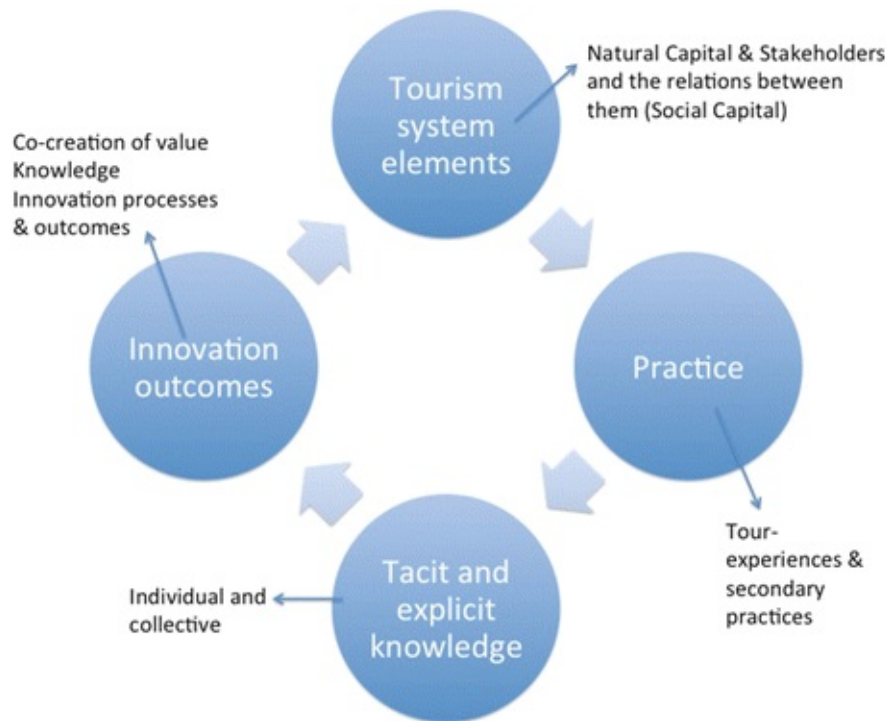 Tourism
system
elements
Natural Capital & Stakeholders
and the relations between
them (Social Capital)
Practice
Tour-
experiences &
secondary
practices
Tacit and
explicit
knowledge
Individual and
collective
Innovation
outcomes
Co-creation of value
Knowledge
Innovation processes
& outcomes